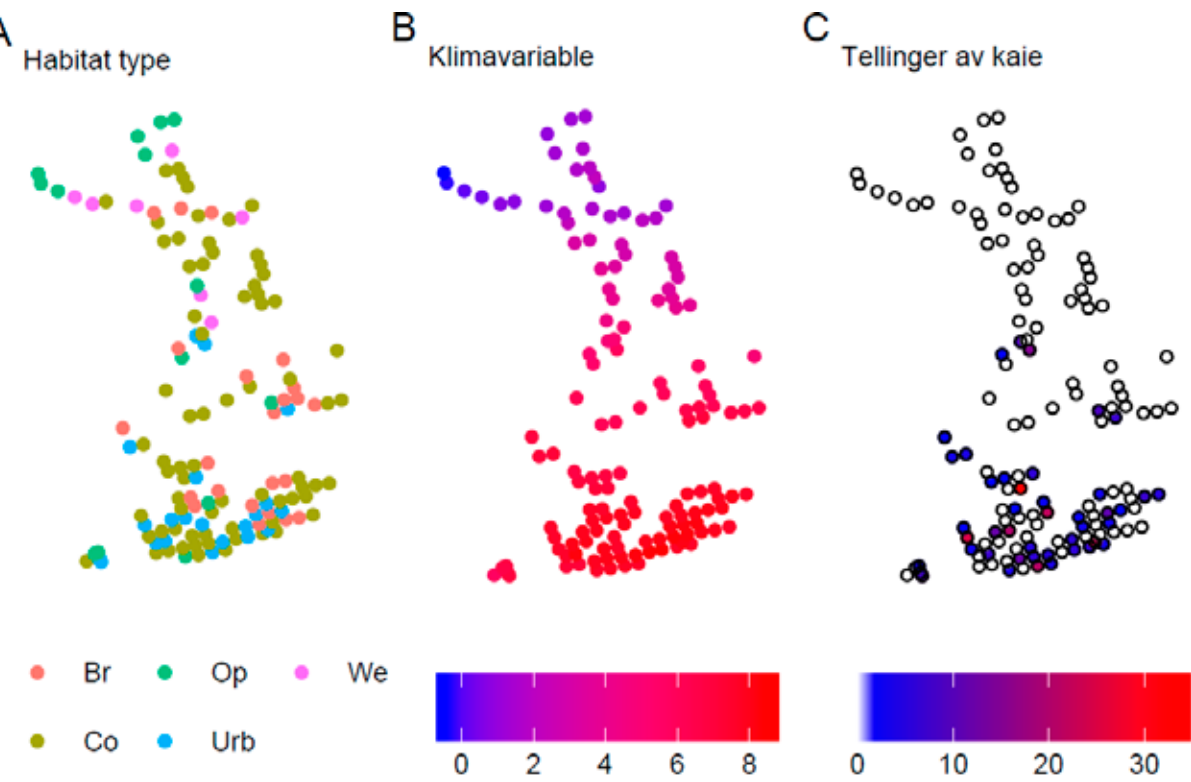 A
B
C
Habitat type
Klimavariable
Tellinger av kaie
Br
Op
We
Co
Urb
0 2 4 6 8
0 10 20 30